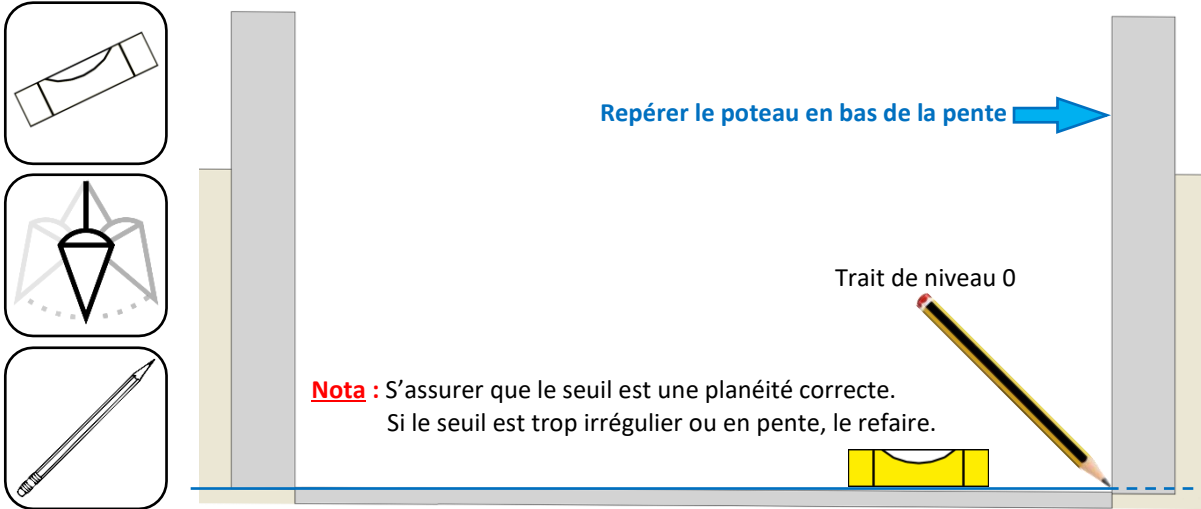 Repérer le poteau en bas de la pente
Trait de niveau 0
Nota : S’assurer que le seuil est une planéité correcte.
Si le seuil est trop irrégulier ou en pente, le refaire.